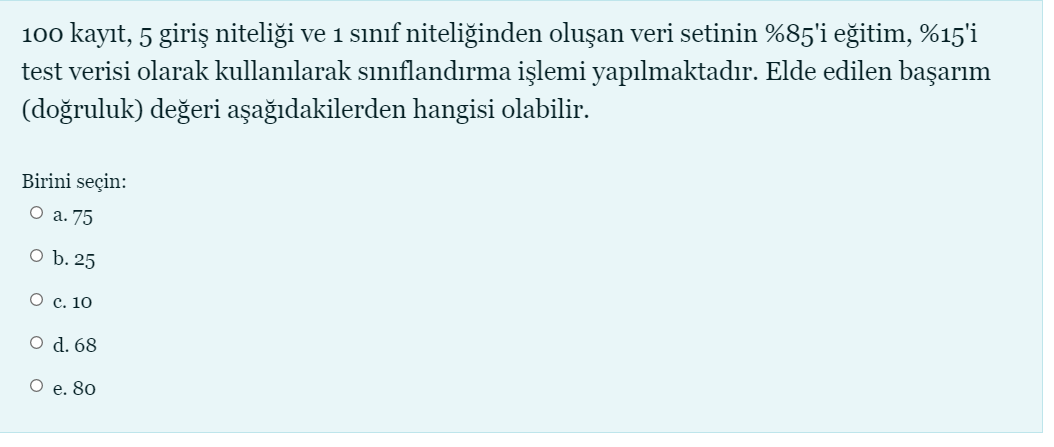 100 kayıt, 5 giriş niteliği ve 1 sınıf niteliğinden oluşan veri setinin %85'i eğitim, %15'i
test verisi olarak kullanılarak sınıflandırma işlemi yapılmaktadır. Elde edilen başarım
(doğruluk) değeri aşağıdakilerden hangisi olabilir.
Birini seçin:
a. 75
b. 25
c. 10
d. 68
e. 80